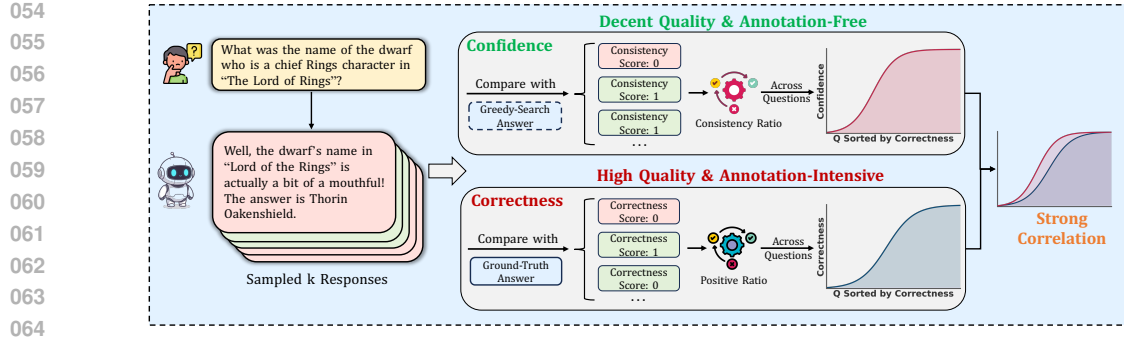 054
055
056
057
058
059
060
061
062
063
064
What was the name of the dwarf
who is a chief Rings character in
“The Lord of Rings”?
Well, the dwarf's name in
“Lord of the Rings” is
actually a bit of a mouthful!
The answer is Thorin
Oakenshield.
Sampled k Responses
Decent Quality & Annotation-Free
Confidence
Compare with
Greedy-Search
Answer
Consistency
Score: 0
Consistency
Score: 1
Consistency
Score: 1
...
Consistency Ratio
Across
Questions
Confidence
Q Sorted by Correctness
High Quality & Annotation-Intensive
Correctness
Compare with
Ground-Truth
Answer
Correctness
Score: 0
Correctness
Score: 1
Correctness
Score: 0
...
Positive Ratio
Across
Questions
Correctness
Q Sorted by Correctness
Strong
Correlation